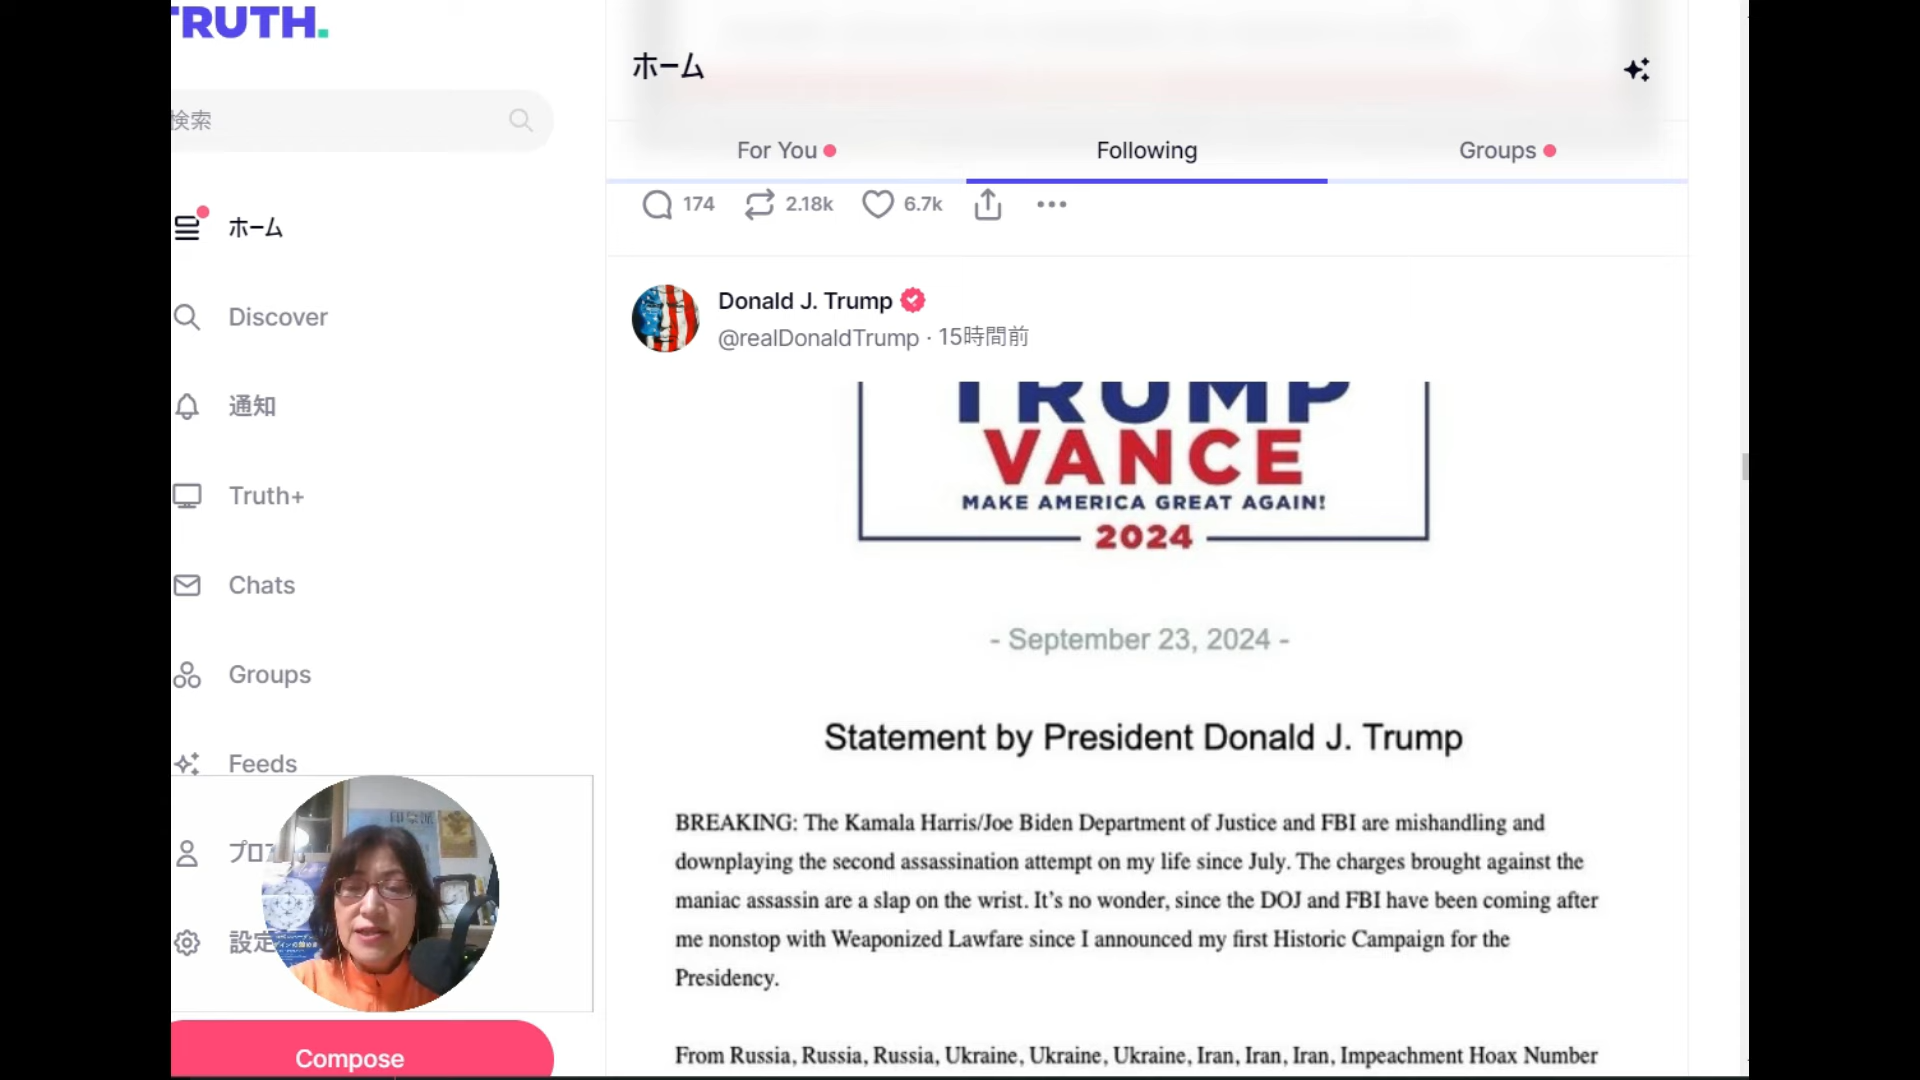 TRUTH.
検索
ホーム
Discover
通知
Truth+
Chats
Groups
Feeds
プロフ
設定
Compose
ホーム
For You
Following
Groups
174
2.18k
6.7k
Donald J. Trump
@realDonaldTrump · 15時間前
TRUMP
VANCE
MAKE AMERICA GREAT AGAIN!
2024
- September 23, 2024 -
Statement by President Donald J. Trump
BREAKING: The Kamala Harris/Joe Biden Department of Justice and FBI are mishandling and
downplaying the second assassination attempt on my life since July. The charges brought against the
maniac assassin are a slap on the wrist. It's no wonder, since the DOJ and FBI have been coming after
me nonstop with Weaponized Lawfare since I announced my first Historic Campaign for the
Presidency.
From Russia, Russia, Russia, Ukraine, Ukraine, Ukraine, Iran, Iran, Iran, Impeachment Hoax Number